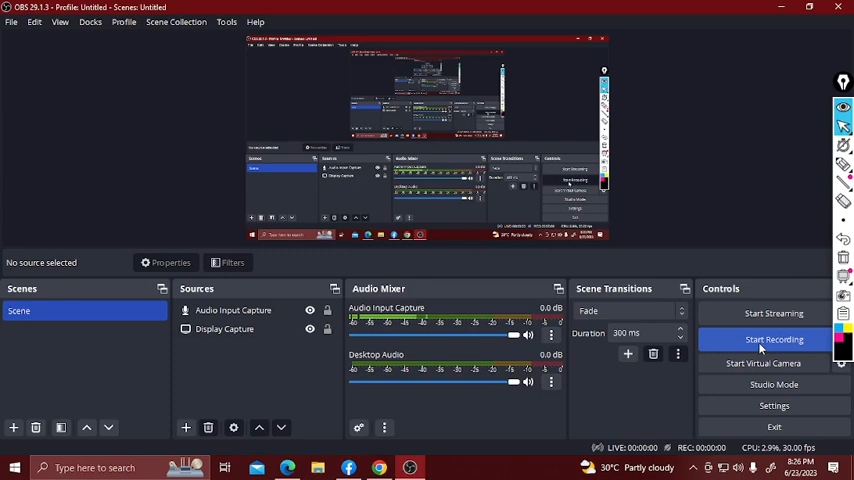 OBS 29.1.3 - Profile: Untitled - Scenes: Untitled
File Edit View Docks Profile Scene Collection Tools Help
No source selected
Properties
Filters
Scenes
Scene
Sources
Audio Input Capture
Display Capture
Audio Mixer
Audio Input Capture 0.0 dB
-60 -55 -50 -45 -40 -35 -30 -25 -20 -15 -10 -5 0
Desktop Audio 0.0 dB
-60 -55 -50 -45 -40 -35 -30 -25 -20 -15 -10 -5 0
Scene Transitions
Fade
Duration 300 ms
Controls
Start Streaming
Start Recording
Start Virtual Camera
Studio Mode
Settings
Exit
LIVE: 00:00:00 REC: 00:00:00 CPU: 2.9%, 30.00 fps
Type here to search
30°C Partly cloudy
8:26 PM
6/23/2023